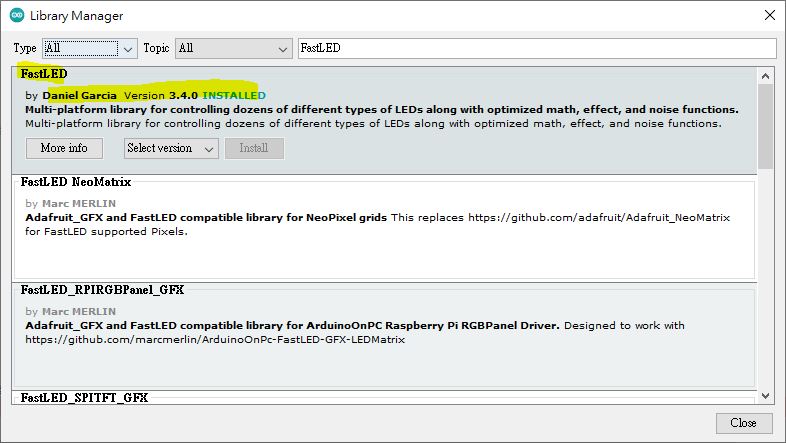 Library Manager
Type All Topic All FastLED
FastLED
by Daniel Garcia Version 3.4.0 INSTALLED
Multi-platform library for controlling dozens of different types of LEDs along with optimized math, effect, and noise functions.
Multi-platform library for controlling dozens of different types of LEDs along with optimized math, effect, and noise functions.
More info Select version Install
FastLED NeoMatrix
by Marc MERLIN
Adafruit_GFX and FastLED compatible library for NeoPixel grids This replaces https://github.com/adafruit/Adafruit_NeoMatrix
for FastLED supported Pixels.
FastLED_RPIRGBPanel_GFX
by Marc MERLIN
Adafruit_GFX and FastLED compatible library for ArduinoOnPC Raspberry Pi RGBPanel Driver. Designed to work with
https://github.com/marcmerlin/ArduinoOnPc-FastLED-GFX-LEDMatrix
FastLED_SPITFT_GFX
Close